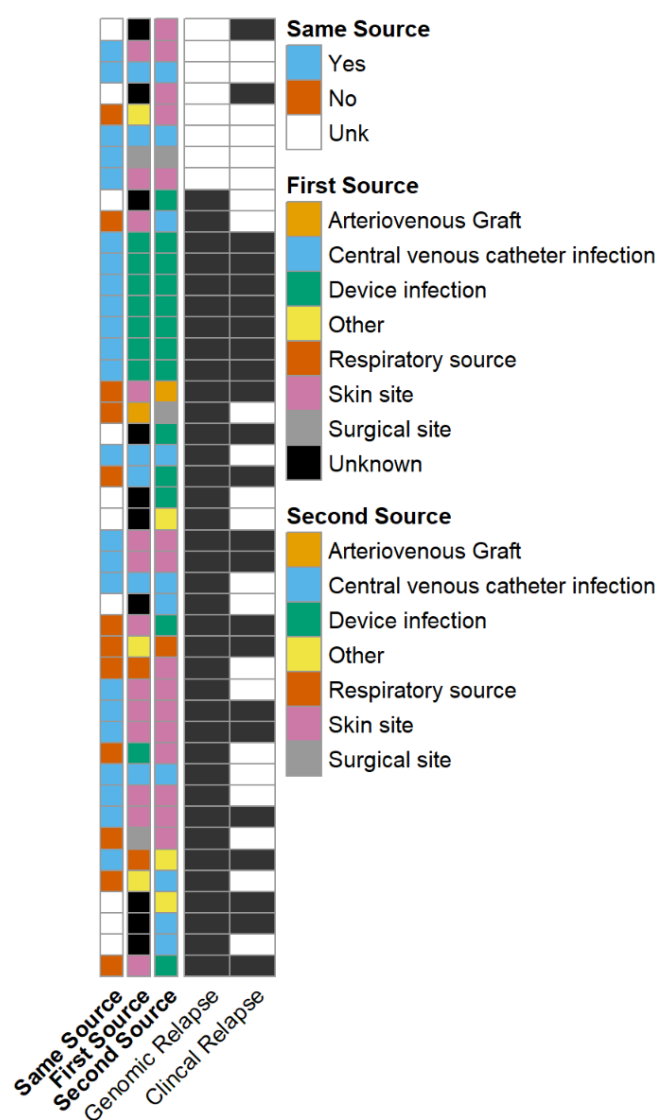 Same Source
Yes
No
Unk
First Source
Arteriovenous Graft
Central venous catheter infection
Device infection
Other
Respiratory source
Skin site
Surgical site
Unknown
Second Source
Arteriovenous Graft
Central venous catheter infection
Device infection
Other
Respiratory source
Skin site
Surgical site
Same Source
First Source
Second Source
Genomic Relapse
Clincal Relapse